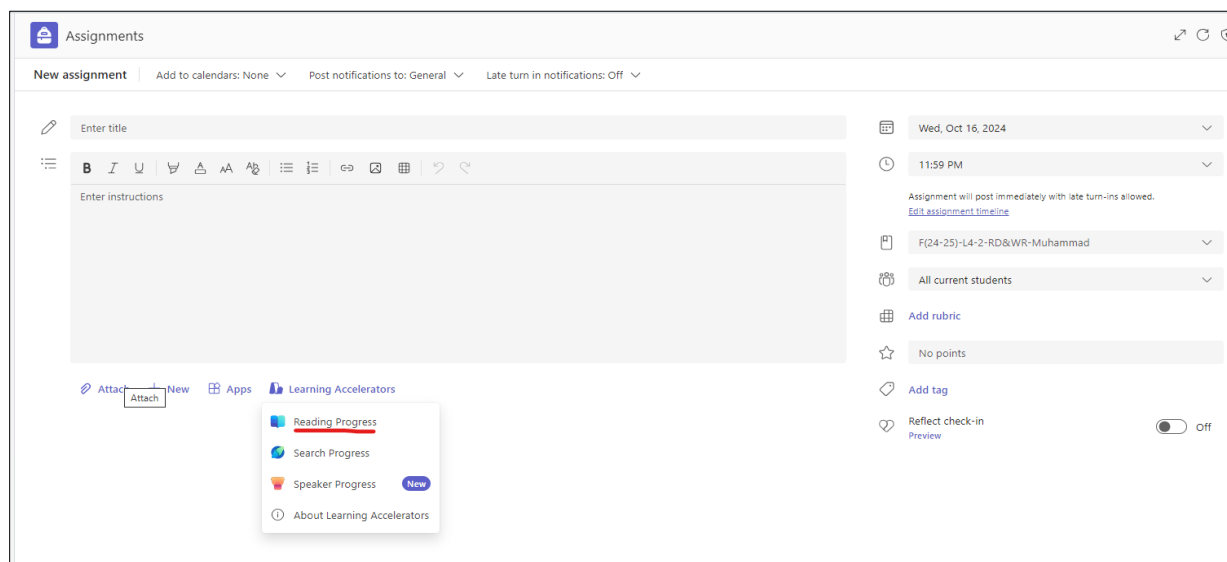 Assignments
New assignment Add to calendars: None Post notifications to: General Late turn in notifications: Off
Enter title
Wed, Oct 16, 2024
B I U
Enter instructions
11:59 PM
Assignment will post immediately with late turn-ins allowed.
Edit assignment timeline
F(24-25)-L4-2-RD&WR-Muhammad
All current students
Add rubric
No points
Attach New Apps Learning Accelerators
Attach
Add tag
Reading Progress
Reflect check-in
Off
Preview
Search Progress
Speaker Progress New
About Learning Accelerators